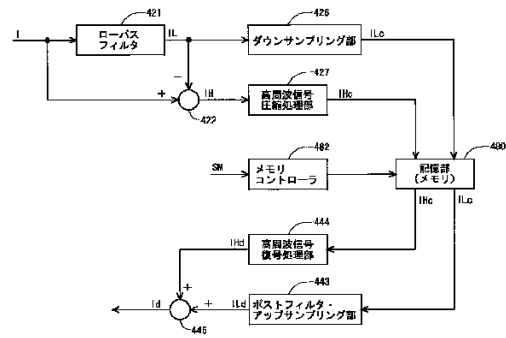 421
426
I
ローパス
フィルタ
IL
ダウンサンプリング部
ILc
427
−
+
IH
高周波信号
圧縮処理部
IHc
422
462
480
SW
メモリ
コントローラ
記憶部
(メモリ)
444
IHc
ILc
IHd
高周波信号
復号処理部
443
+
Id
+
ILd
ポストフィルタ・
アップサンプリング部
445